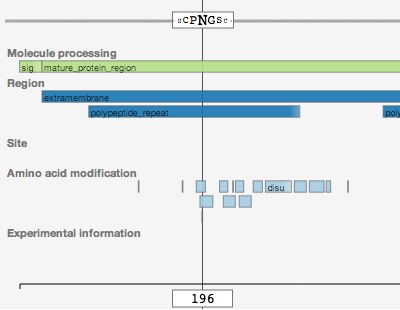 sCPNGSc
Molecule processing
sig mature_protein_region
Region
extramembrane
polypeptide_repeat poly
Site
Amino acid modification
disu
Experimental information
196